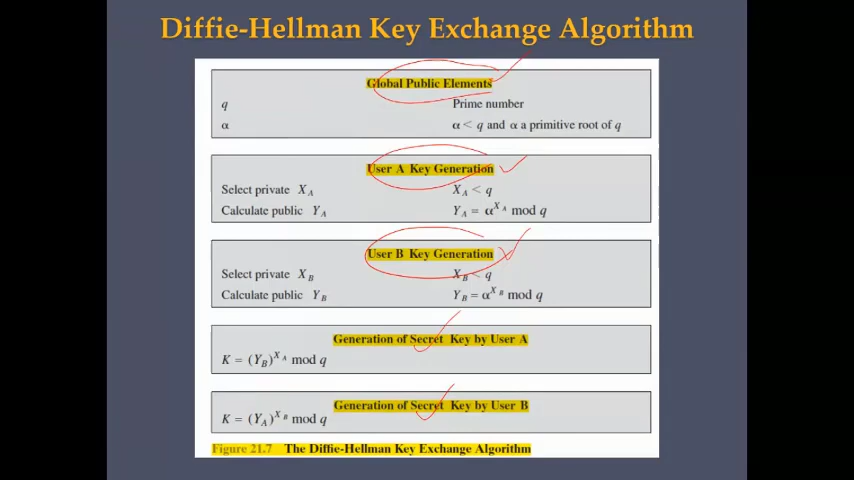 Diffie-Hellman Key Exchange Algorithm
Global Public Elements
q Prime number
α α < q and α a primitive root of q
User A Key Generation
Select private X_A X_A < q
Calculate public Y_A Y_A = α^{X_A} mod q
User B Key Generation
Select private X_B X_B < q
Calculate public Y_B Y_B = α^{X_B} mod q
Generation of Secret Key by User A
K = (Y_B)^{X_A} mod q
Generation of Secret Key by User B
K = (Y_A)^{X_B} mod q
Figure 21.7 The Diffie-Hellman Key Exchange Algorithm